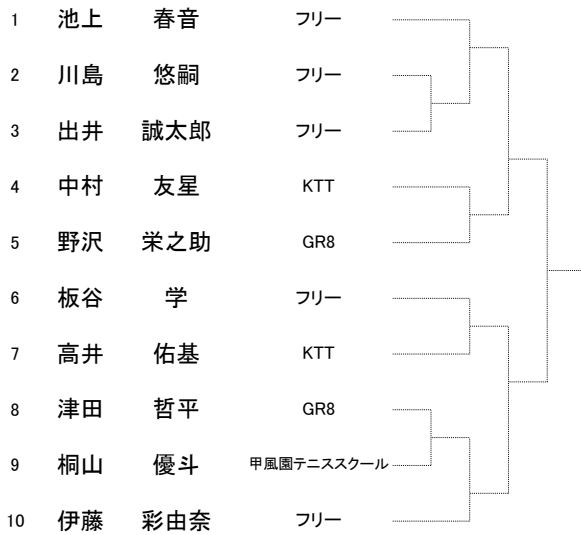 1 池上 春音 フリー
2 川島 悠嗣 フリー
3 出井 誠太郎 フリー
4 中村 友星 KTT
5 野沢 栄之助 GR8
6 板谷 学 フリー
7 高井 佑基 KTT
8 津田 哲平 GR8
9 桐山 優斗 甲風園テニススクール
10 伊藤 彩由奈 フリー